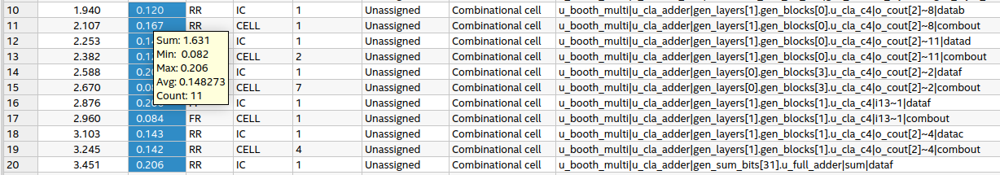 10 1.940 0.120 RR IC 1 Unassigned Combinational cell u_booth_multi|u_cla_adder|gen_layers[1].gen_blocks[0].u_cla_c4|o_cout[2]~8|datab
11 2.107 0.167 RR CELL 1 Unassigned Combinational cell u_booth_multi|u_cla_adder|gen_layers[1].gen_blocks[0].u_cla_c4|o_cout[2]~8|combout
12 2.253 IC 1 Unassigned Combinational cell u_booth_multi|u_cla_adder|gen_layers[1].gen_blocks[0].u_cla_c4|o_cout[2]~11|datad
13 2.382 CELL 2 Unassigned Combinational cell u_booth_multi|u_cla_adder|gen_layers[1].gen_blocks[0].u_cla_c4|o_cout[2]~11|combout
14 2.588 IC 1 Unassigned Combinational cell u_booth_multi|u_cla_adder|gen_layers[0].gen_blocks[3].u_cla_c4|o_cout[2]~2|dataf
15 2.670 CELL 7 Unassigned Combinational cell u_booth_multi|u_cla_adder|gen_layers[0].gen_blocks[3].u_cla_c4|o_cout[2]~2|combout
16 2.876 IC 1 Unassigned Combinational cell u_booth_multi|u_cla_adder|gen_layers[1].gen_blocks[1].u_cla_c4|i13~1|dataf
17 2.960 0.084 FR CELL 1 Unassigned Combinational cell u_booth_multi|u_cla_adder|gen_layers[1].gen_blocks[1].u_cla_c4|i13~1|combout
18 3.103 0.143 RR IC 1 Unassigned Combinational cell u_booth_multi|u_cla_adder|gen_layers[1].gen_blocks[1].u_cla_c4|o_cout[2]~4|datac
19 3.245 0.142 RR CELL 4 Unassigned Combinational cell u_booth_multi|u_cla_adder|gen_layers[1].gen_blocks[1].u_cla_c4|o_cout[2]~4|combout
20 3.451 0.206 RR IC 1 Unassigned Combinational cell u_booth_multi|u_cla_adder|gen_sum_bits[31].u_full_adder|sum|dataf
Sum: 1.631
Min: 0.082
Max: 0.206
Avg: 0.148273
Count: 11